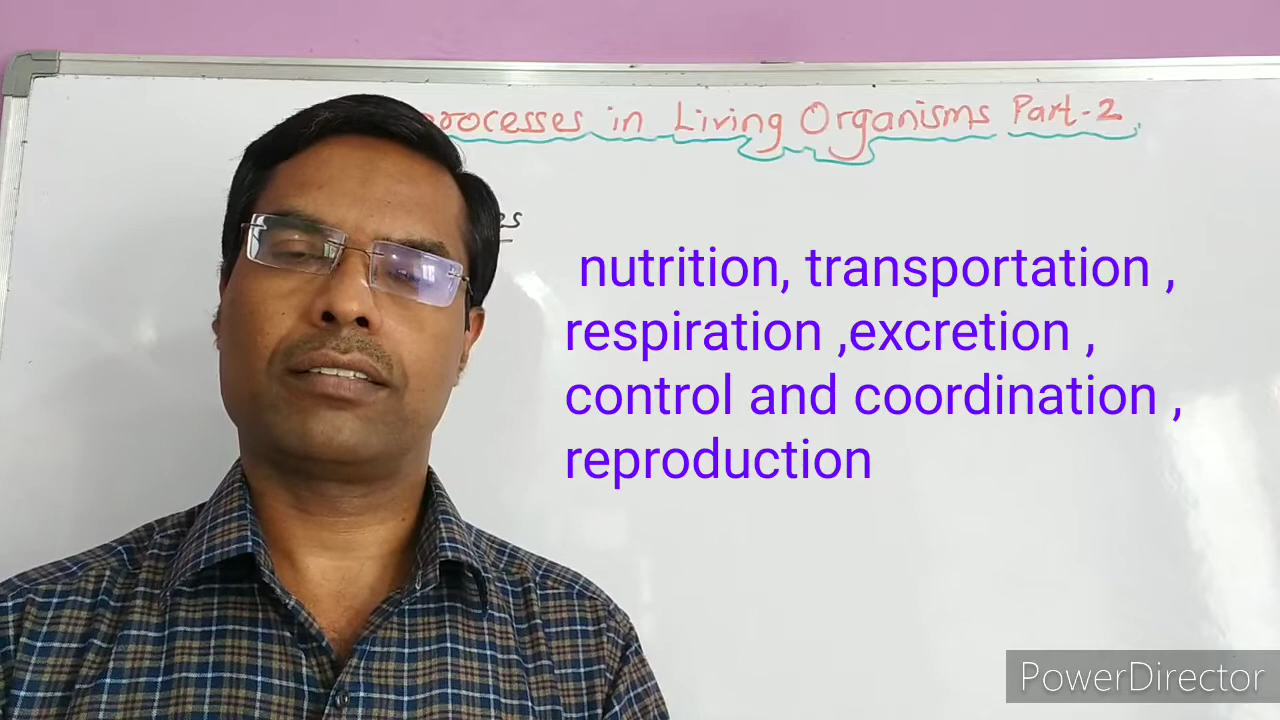 processes in Living Organisms Part-2
nutrition, transportation ,
respiration ,excretion ,
control and coordination ,
reproduction
PowerDirector